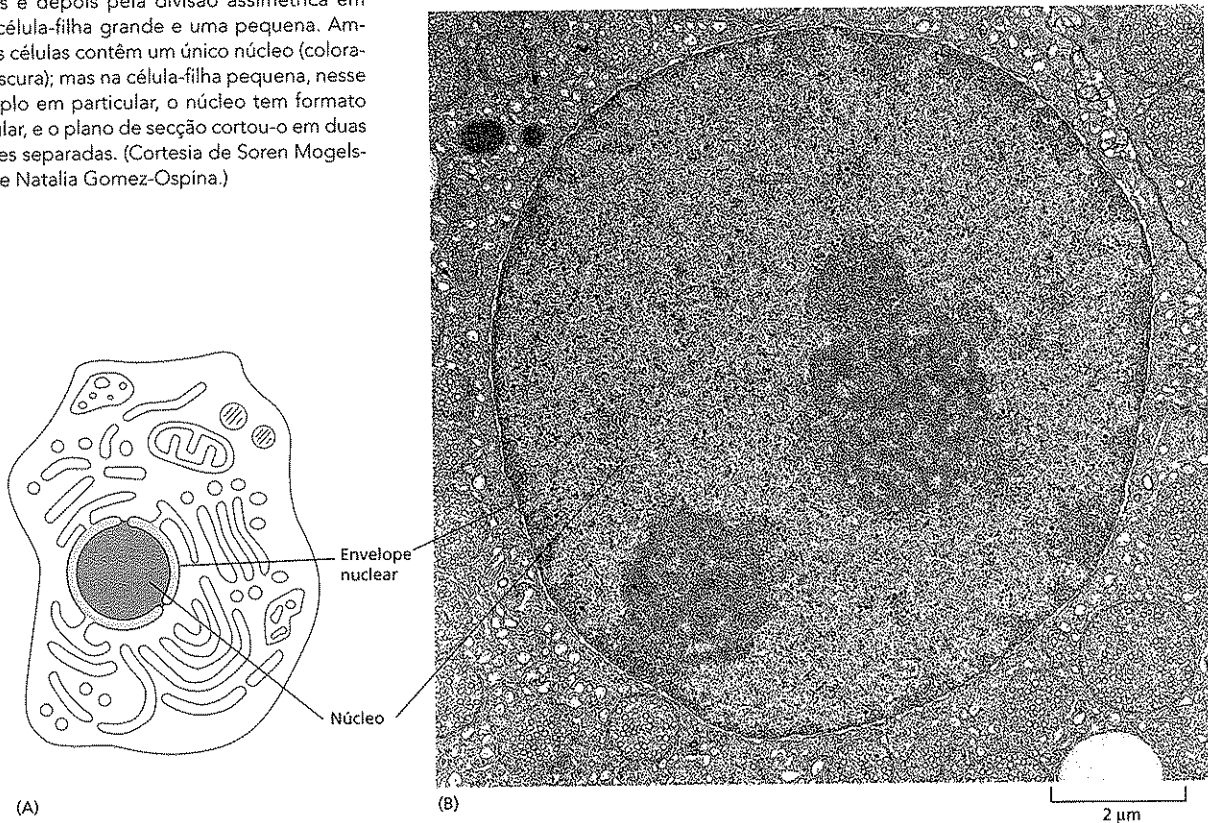 s e depois pela divisão assimétrica em
célula-filha grande e uma pequena. Am-
s células contêm um único núcleo (colora-
scura); mas na célula-filha pequena, nesse
plo em particular, o núcleo tem formato
lar, e o plano de secção cortou-o em duas
es separadas. (Cortesia de Soren Mogels-
e Natalia Gomez-Ospina.)
Envelope
nuclear
Núcleo
(A)
(B)
2 µm